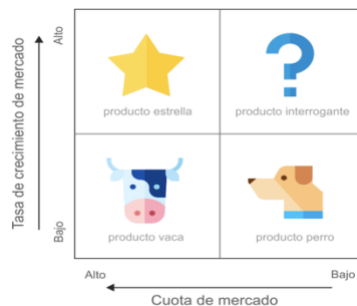 Tasa de crecimiento de mercado
Alto
Bajo
producto estrella
producto interrogante
producto vaca
producto perro
Alto
Bajo
Cuota de mercado